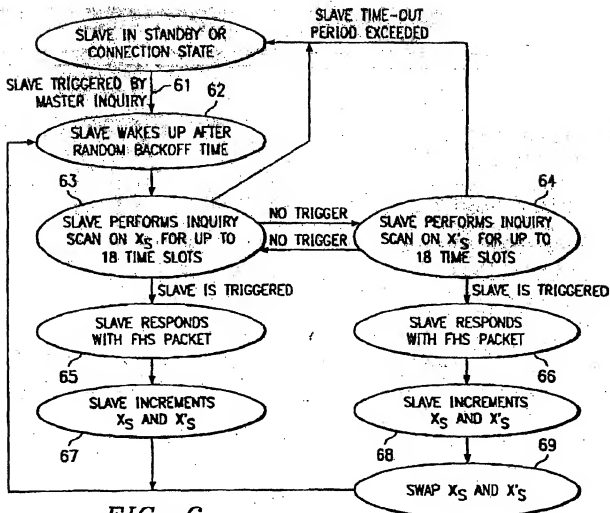 SLAVE TIME-OUT
PERIOD EXCEEDED
SLAVE IN STANDBY OR
CONNECTION STATE
SLAVE TRIGGERED BY
MASTER INQUIRY
61
62
SLAVE WAKES UP AFTER
RANDOM BACKOFF TIME
63
64
SLAVE PERFORMS INQUIRY
SCAN ON XS FOR UP TO
18 TIME SLOTS
NO TRIGGER
NO TRIGGER
SLAVE PERFORMS INQUIRY
SCAN ON X'S FOR UP TO
18 TIME SLOTS
SLAVE IS TRIGGERED
SLAVE IS TRIGGERED
SLAVE RESPONDS
WITH FHS PACKET
65
SLAVE RESPONDS
WITH FHS PACKET
66
SLAVE INCREMENTS
XS AND X'S
67
SLAVE INCREMENTS
XS AND X'S
68
69
SWAP XS AND X'S
FIG. 6